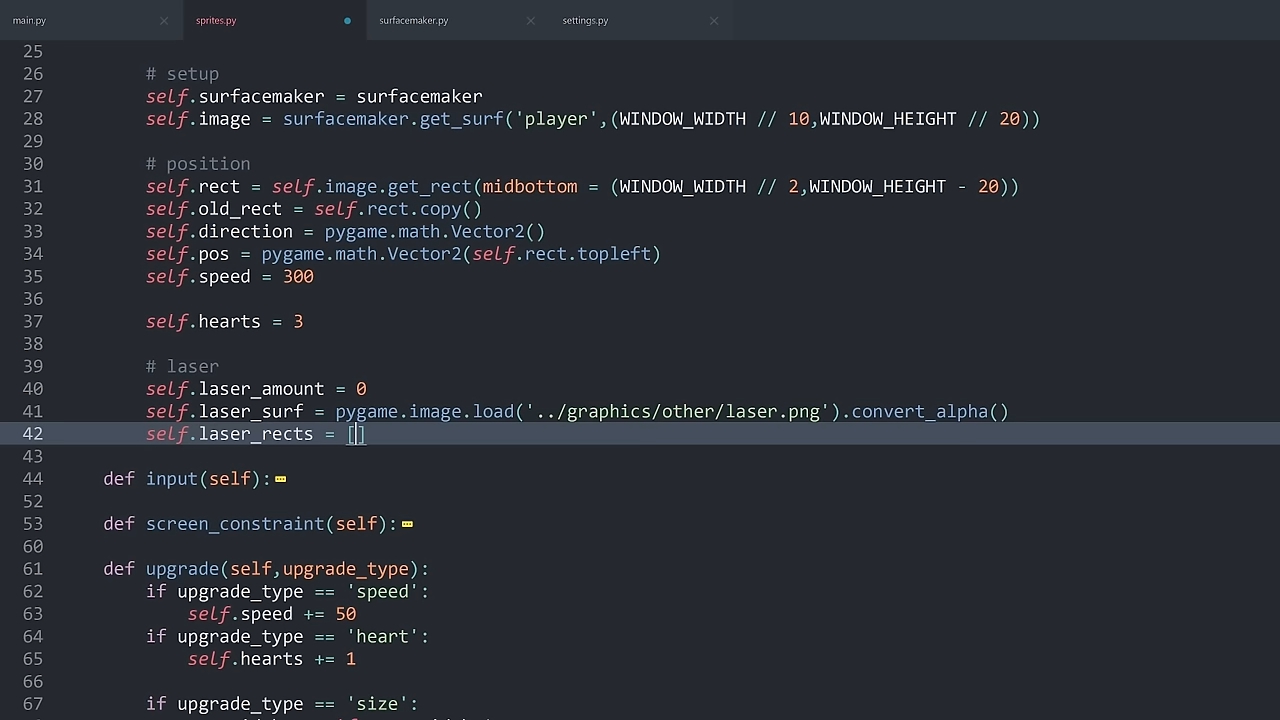 main.py
sprites.py
surfacemaker.py
settings.py
25
26 # setup
27 self.surfacemaker = surfacemaker
28 self.image = surfacemaker.get_surf('player',(WINDOW_WIDTH // 10,WINDOW_HEIGHT // 20))
29
30 # position
31 self.rect = self.image.get_rect(midbottom = (WINDOW_WIDTH // 2,WINDOW_HEIGHT - 20))
32 self.old_rect = self.rect.copy()
33 self.direction = pygame.math.Vector2()
34 self.pos = pygame.math.Vector2(self.rect.topleft)
35 self.speed = 300
36
37 self.hearts = 3
38
39 # laser
40 self.laser_amount = 0
41 self.laser_surf = pygame.image.load('../graphics/other/laser.png').convert_alpha()
42 self.laser_rects = []
43
44 def input(self):
52
53 def screen_constraint(self):
60
61 def upgrade(self,upgrade_type):
62 if upgrade_type == 'speed':
63 self.speed += 50
64 if upgrade_type == 'heart':
65 self.hearts += 1
66
67 if upgrade_type == 'size':